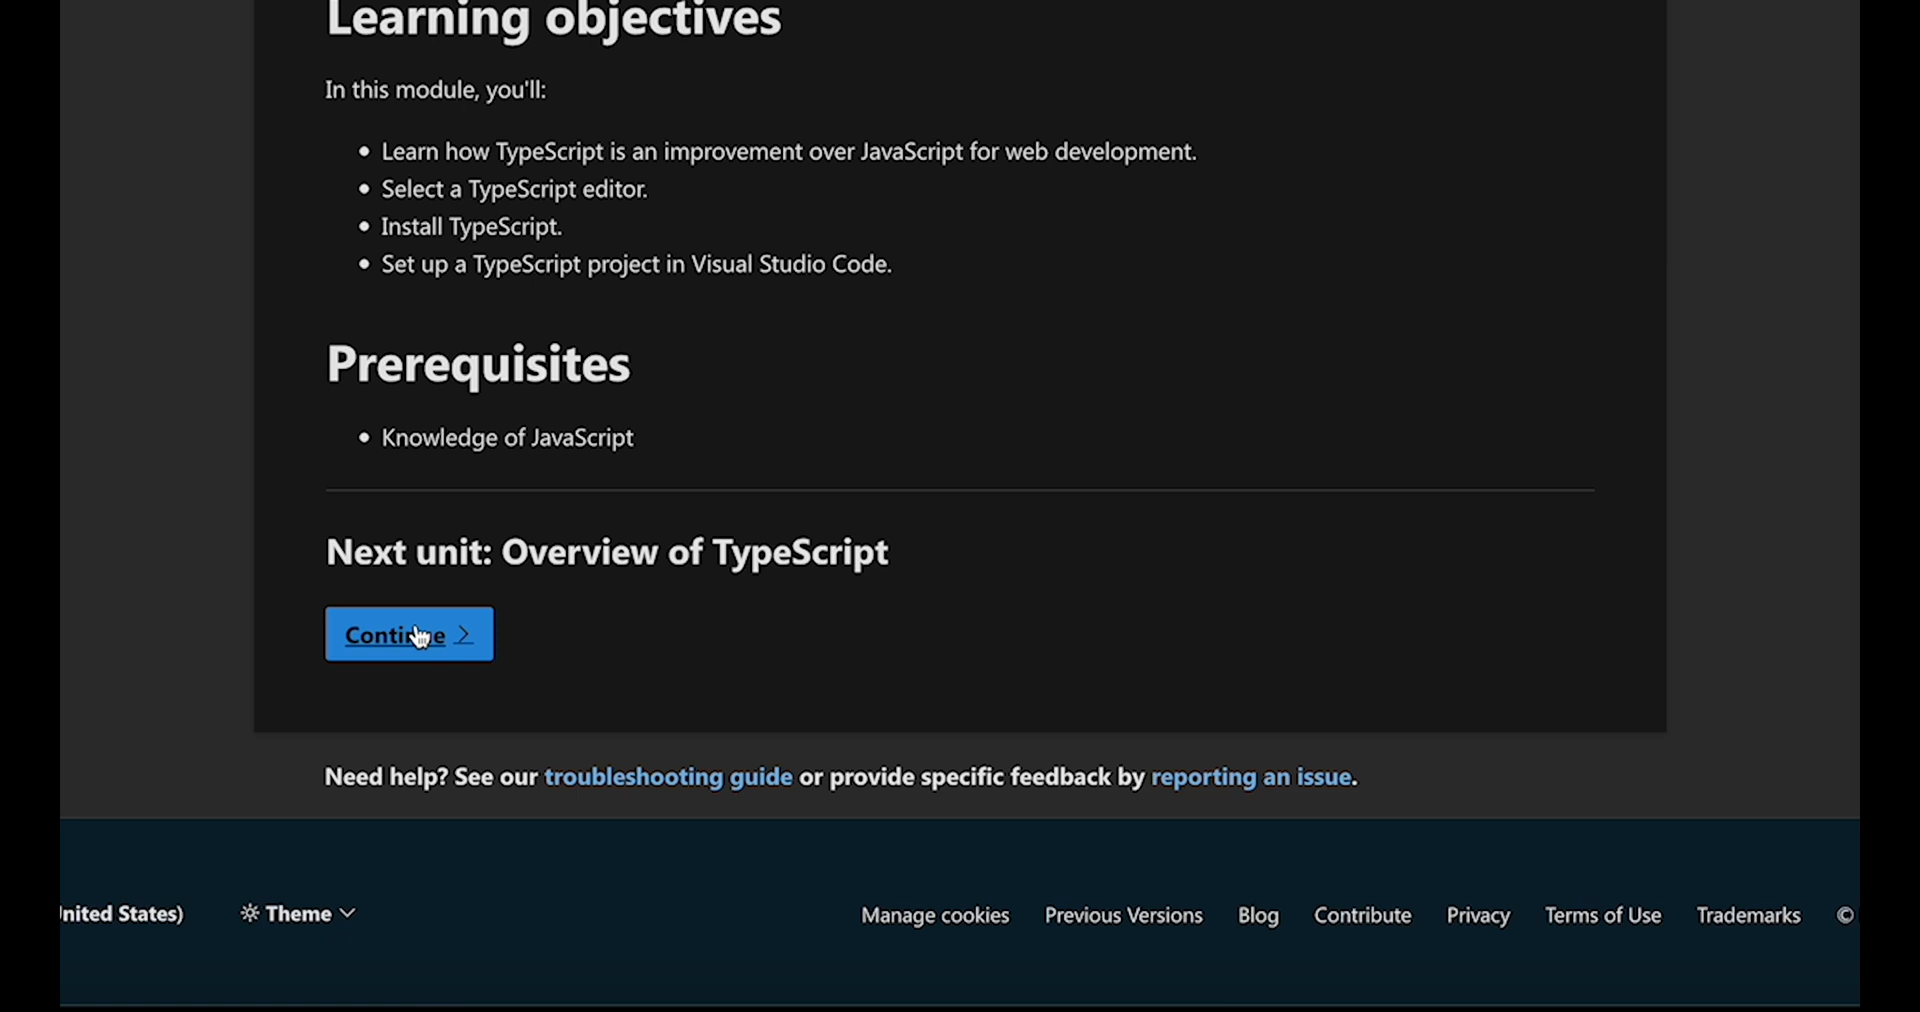 Learning objectives
In this module, you'll:
Learn how TypeScript is an improvement over JavaScript for web development.
Select a TypeScript editor.
Install TypeScript.
Set up a TypeScript project in Visual Studio Code.
Prerequisites
Knowledge of JavaScript
Next unit: Overview of TypeScript
Continue >
Need help? See our troubleshooting guide or provide specific feedback by reporting an issue.
United States) Theme Manage cookies Previous Versions Blog Contribute Privacy Terms of Use Trademarks ©